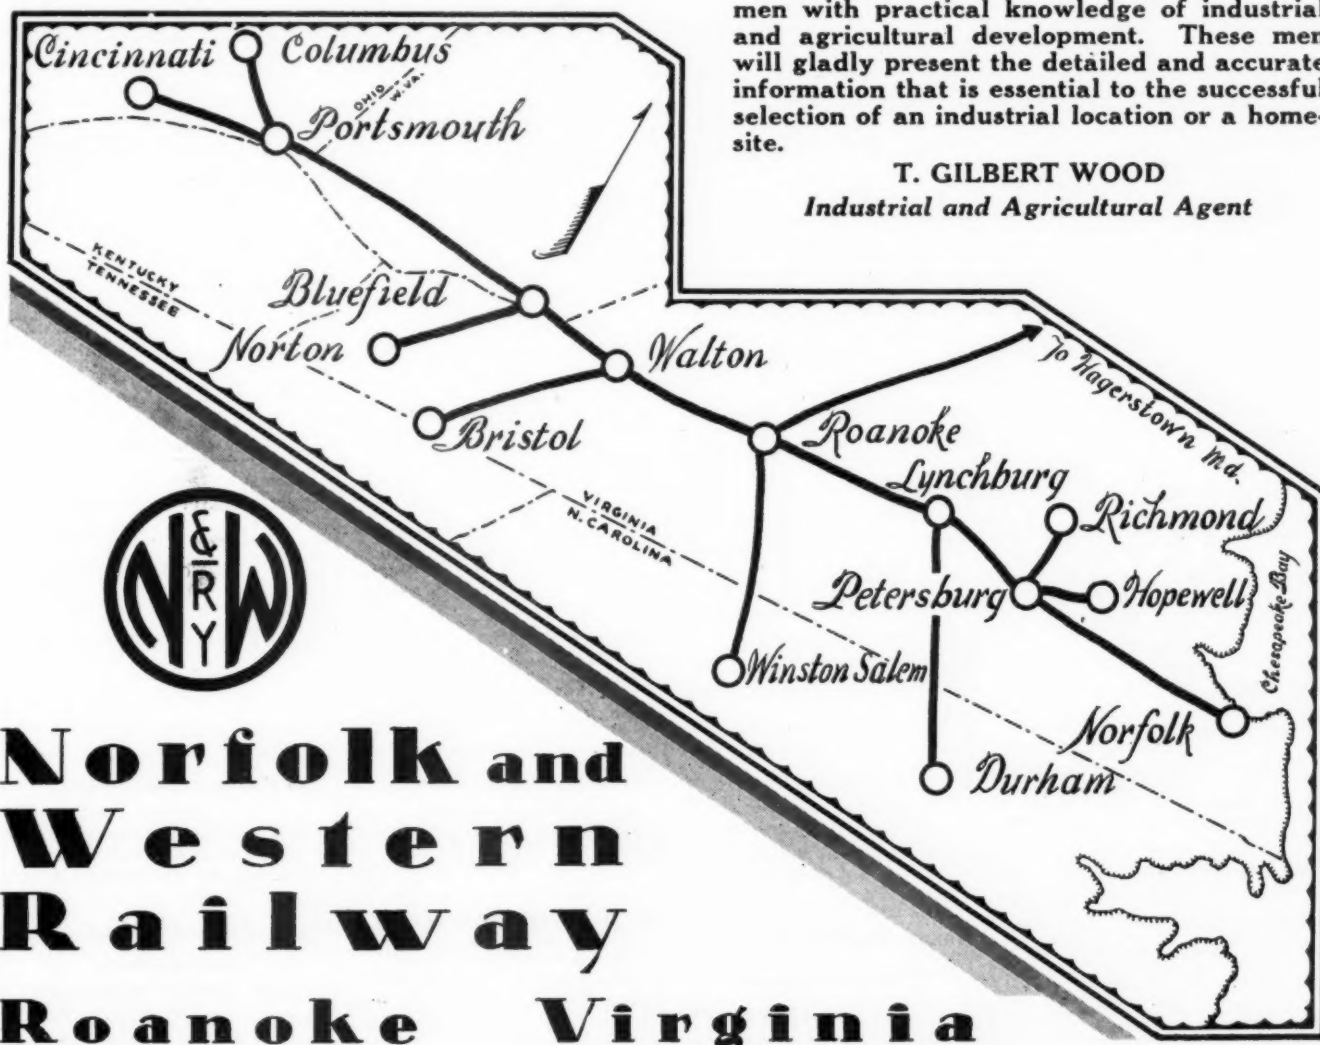 men with practical knowledge of industrial
and agricultural development. These men
will gladly present the detailed and accurate
information that is essential to the successful
selection of an industrial location or a home-
site.
T. GILBERT WOOD
Industrial and Agricultural Agent
Cincinnati
Columbus
OHIO
W.VA.
Portsmouth
KENTUCKY
TENNESSEE
Bluefield
Norton
Walton
Bristol
To Hagerstown Md.
Roanoke
Lynchburg
VIRGINIA
N. CAROLINA
Richmond
Petersburg
Hopewell
Chesapeake Bay
Winston Salem
Norfolk
Durham
N&W
RY
Norfolk and
Western
Railway
Roanoke Virginia